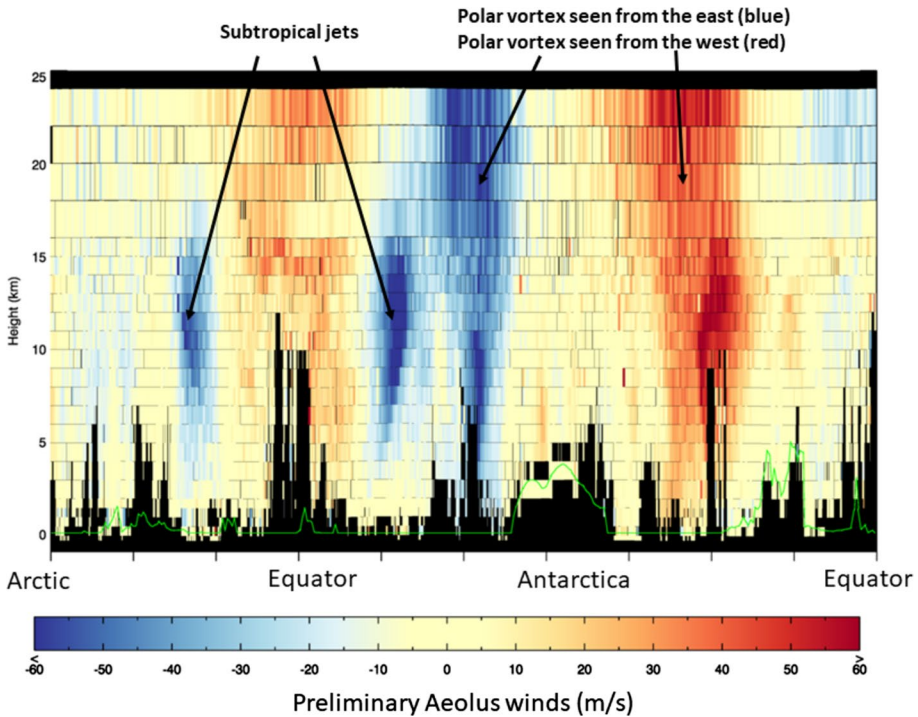 Polar vortex seen from the east (blue)
Subtropical jets
Polar vortex seen from the west (red)
25
20
15
10
5
0
Height (km)
Arctic
Equator
Antarctica
Equator
-60 -50 -40 -30 -20 -10 0 10 20 30 40 50 60
< >
Preliminary Aeolus winds (m/s)